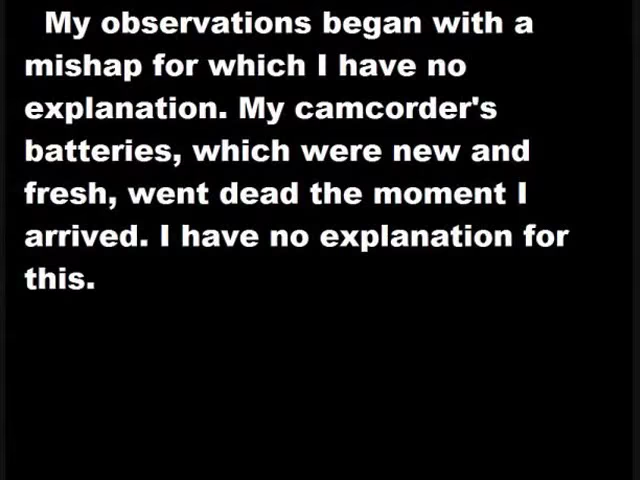 My observations began with a
mishap for which I have no
explanation. My camcorder's
batteries, which were new and
fresh, went dead the moment I
arrived. I have no explanation for
this.